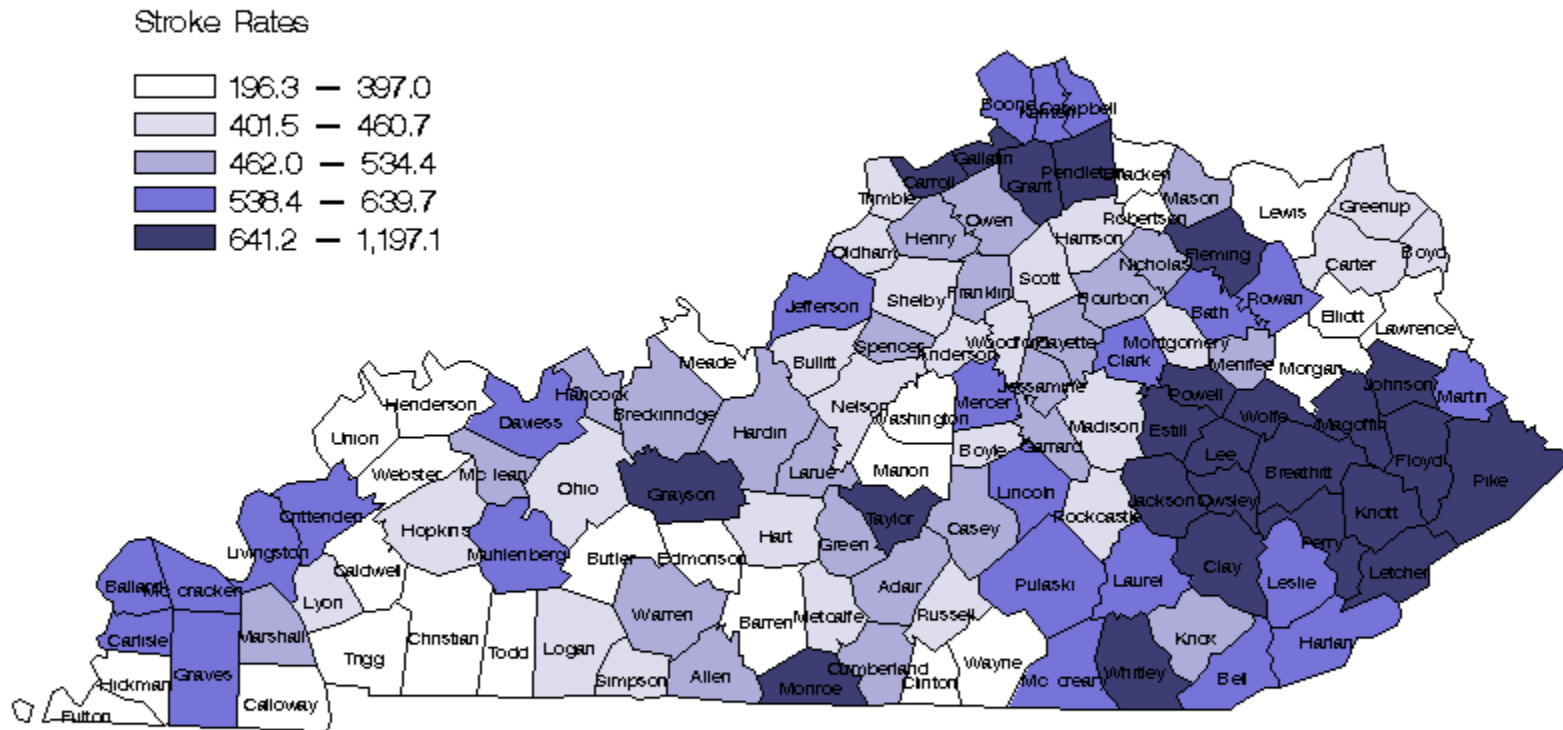 Stroke Rates
196.3 – 397.0
401.5 – 460.7
462.0 – 534.4
538.4 – 639.7
641.2 – 1,197.1
Boone
Kenton
Campbell
Gallatin
Carroll
Grant
Pendleton
Bracken
Trimble
Owen
Mason
Robertson
Lewis
Greenup
Henry
Harrison
Oldham
Fleming
Carter
Boyd
Nicholas
Scott
Shelby
Franklin
Bourbon
Rowan
Jefferson
Bath
Elliott
Lawrence
Woodford
Fayette
Montgomery
Spencer
Anderson
Bullitt
Clark
Menifee
Morgan
Meade
Johnson
Martin
Jessamine
Powell
Hancock
Mercer
Nelson
Henderson
Breckinridge
Washington
Wolfe
Magoffin
Daviess
Madison
Estill
Union
Hardin
Garrard
Boyle
Lee
Floyd
Webster
Mc lean
Larue
Marion
Breathitt
Pike
Ohio
Grayson
Lincoln
Jackson
Owsley
Crittenden
Knott
Taylor
Rockcastle
Hopkins
Hart
Casey
Livingston
Muhlenberg
Butler
Edmonson
Green
Perry
Caldwell
Clay
Letcher
Ballard
Mc cracken
Adair
Pulaski
Laurel
Leslie
Lyon
Warren
Metcalfe
Russell
Barren
Carlisle
Marshall
Christian
Knox
Harlan
Trigg
Todd
Logan
Wayne
Cumberland
Graves
Allen
Simpson
Whitley
Bell
Hickman
Monroe
Clinton
Mc creary
Calloway
Fulton